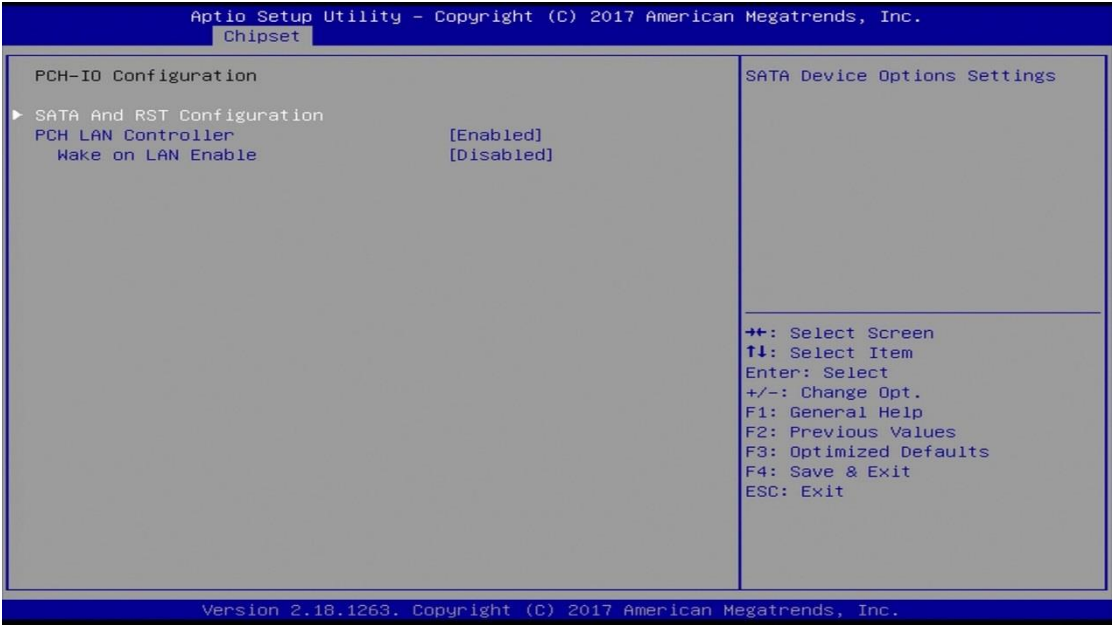 Aptio Setup Utility – Copyright (C) 2017 American Megatrends, Inc.
Chipset
PCH-IO Configuration
SATA And RST Configuration
PCH LAN Controller [Enabled]
Wake on LAN Enable [Disabled]
SATA Device Options Settings
→←: Select Screen
↑↓: Select Item
Enter: Select
+/-: Change Opt.
F1: General Help
F2: Previous Values
F3: Optimized Defaults
F4: Save & Exit
ESC: Exit
Version 2.18.1263. Copyright (C) 2017 American Megatrends, Inc.